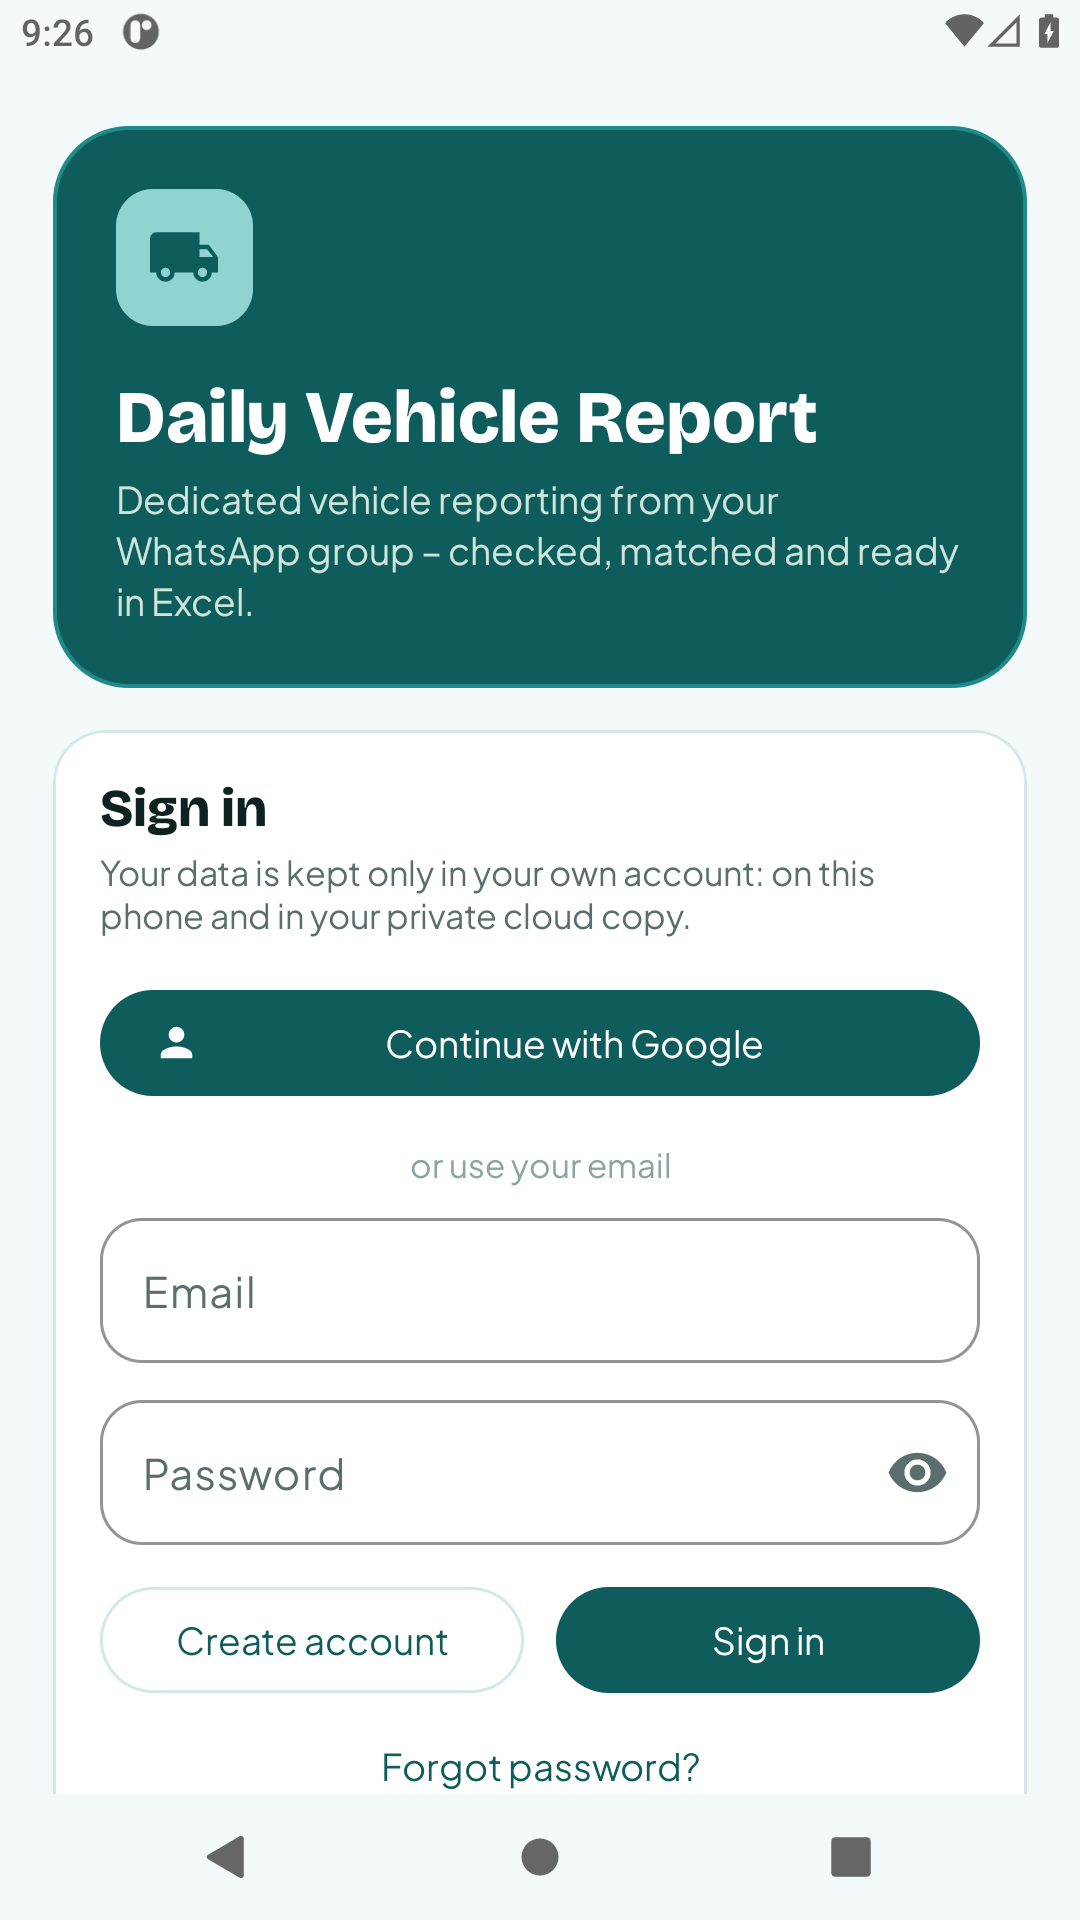 9:26
Daily Vehicle Report
Dedicated vehicle reporting from your
WhatsApp group – checked, matched and ready
in Excel.
Sign in
Your data is kept only in your own account: on this
phone and in your private cloud copy.
Continue with Google
or use your email
Email
Password
Create account
Sign in
Forgot password?